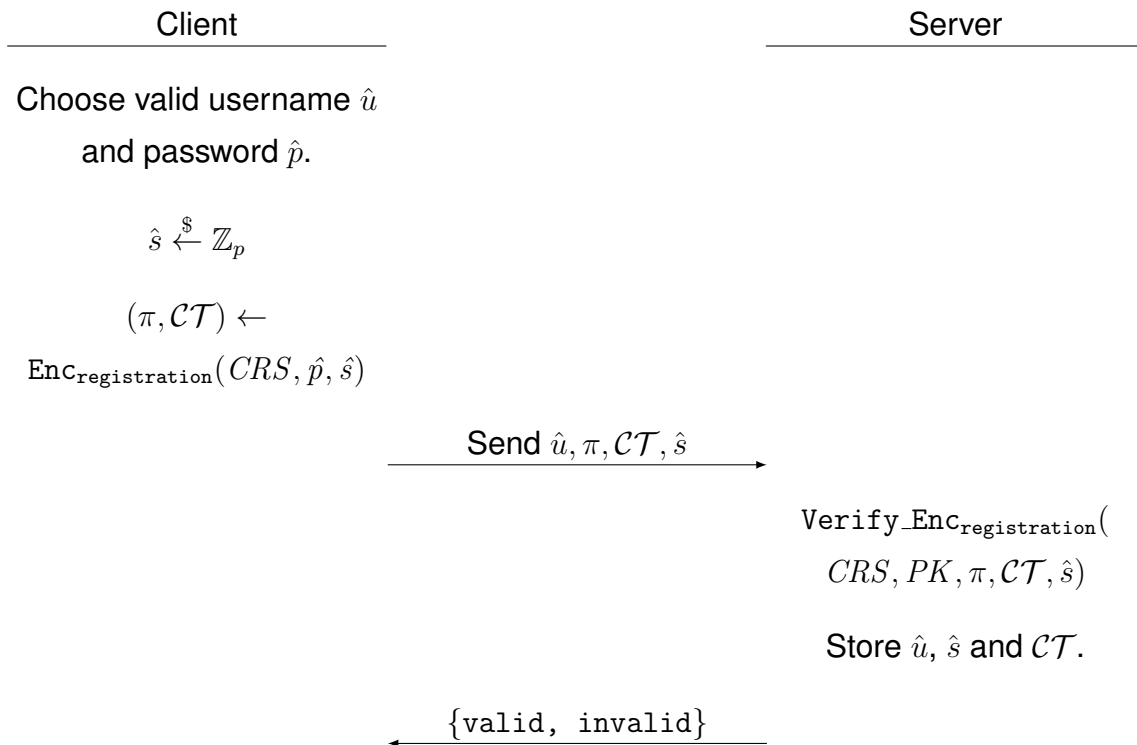 Client
Server
Choose valid username û
and password p̂.
ŝ ←$ ℤ_p
(π, 𝒞𝒯) ←
Enc_registration(CRS, p̂, ŝ)
Send û, π, 𝒞𝒯, ŝ
Verify_Enc_registration(
CRS, PK, π, 𝒞𝒯, ŝ)
Store û, ŝ and 𝒞𝒯.
{valid, invalid}